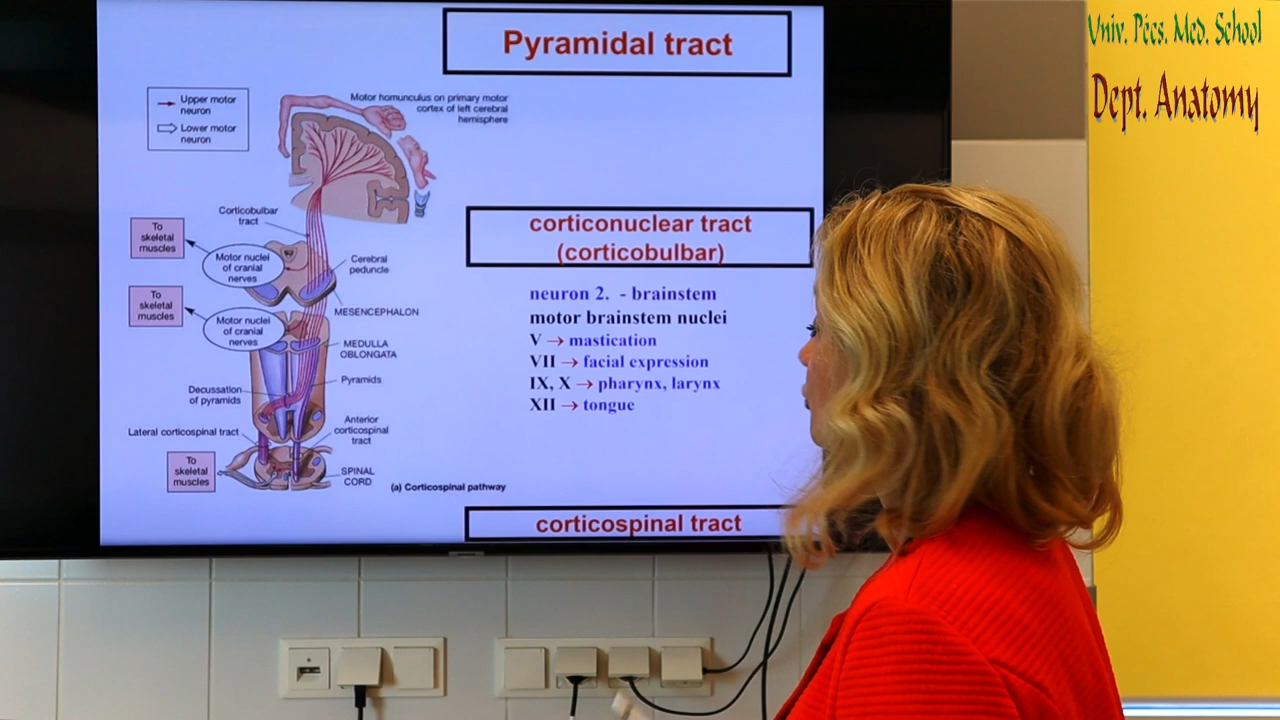 Univ. Pécs. Med. School
Dept. Anatomy
Pyramidal tract
Upper motor
neuron
Lower motor
neuron
Motor homunculus on primary motor
cortex of left cerebral
hemisphere
Corticobulbar
tract
To
skeletal
muscles
Motor nuclei
of cranial
nerves
Cerebral
peduncle
MESENCEPHALON
To
skeletal
muscles
Motor nuclei
of cranial
nerves
MEDULLA
OBLONGATA
Pyramids
Decussation
of pyramids
Lateral corticospinal tract
Anterior
corticospinal
tract
To
skeletal
muscles
SPINAL
CORD
(a) Corticospinal pathway
corticonuclear tract
(corticobulbar)
neuron 2. - brainstem
motor brainstem nuclei
V → mastication
VII → facial expression
IX, X → pharynx, larynx
XII → tongue
corticospinal tract